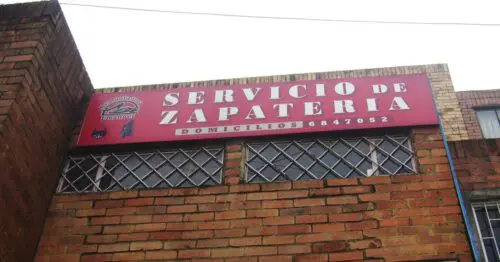 SERVICIO DE
ZAPATERIA
DOMICILIOS 6847052